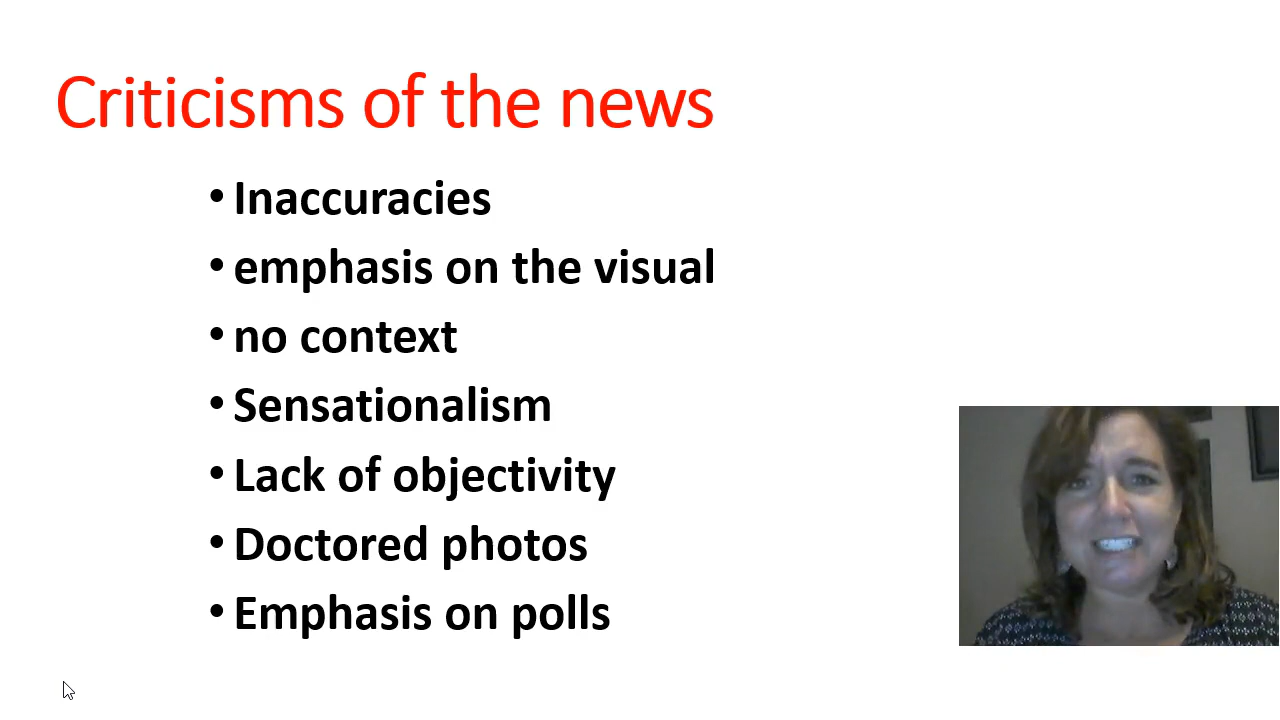 Criticisms of the news
• Inaccuracies
• emphasis on the visual
• no context
• Sensationalism
• Lack of objectivity
• Doctored photos
• Emphasis on polls